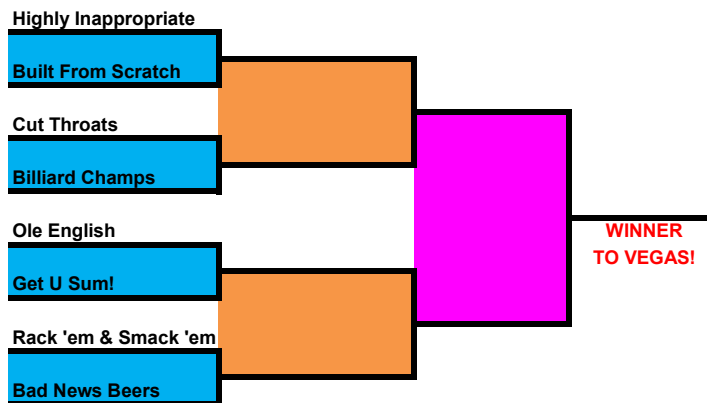 Highly Inappropriate
Built From Scratch
Cut Throats
Billiard Champs
Ole English
Get U Sum!
Rack 'em & Smack 'em
Bad News Beers
WINNER
TO VEGAS!